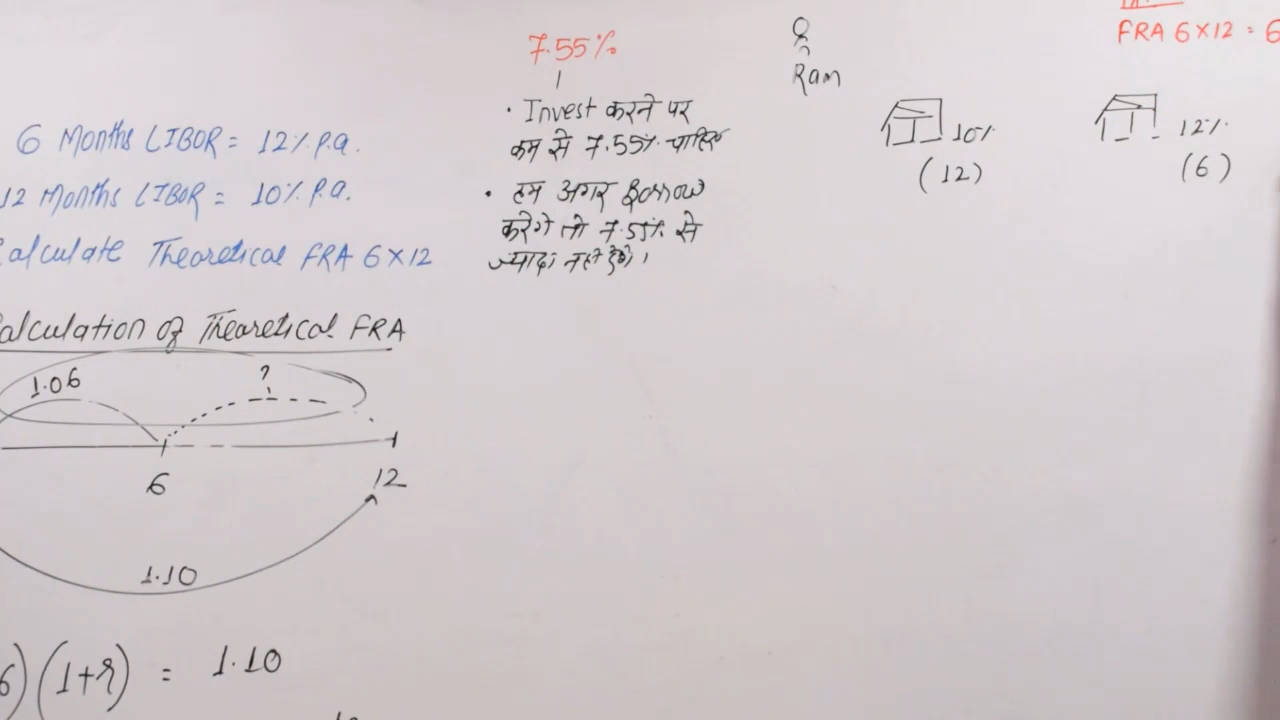 FRA 6×12 = 6
7.55%
Ram
10%
(12)
12%
(6)
6 Months LIBOR = 12% P.a.
12 Months LIBOR = 10% P.a.
Calculate Theoretical FRA 6×12
• Invest करने पर
कम से 7.55% चाहिए
• हम अगर Borrow
करेंगे तो 7.55% से
ज्यादा नहीं देंगे।
Calculation of Theoretical FRA
1.06
?
6
12
1.10
6) (1+r) = 1.10